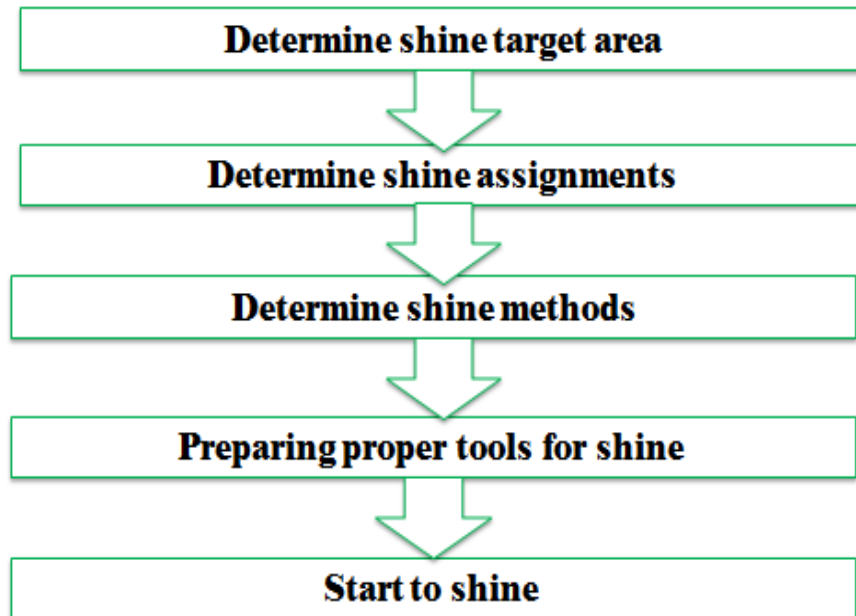 Determine shine target area
Determine shine assignments
Determine shine methods
Preparing proper tools for shine
Start to shine